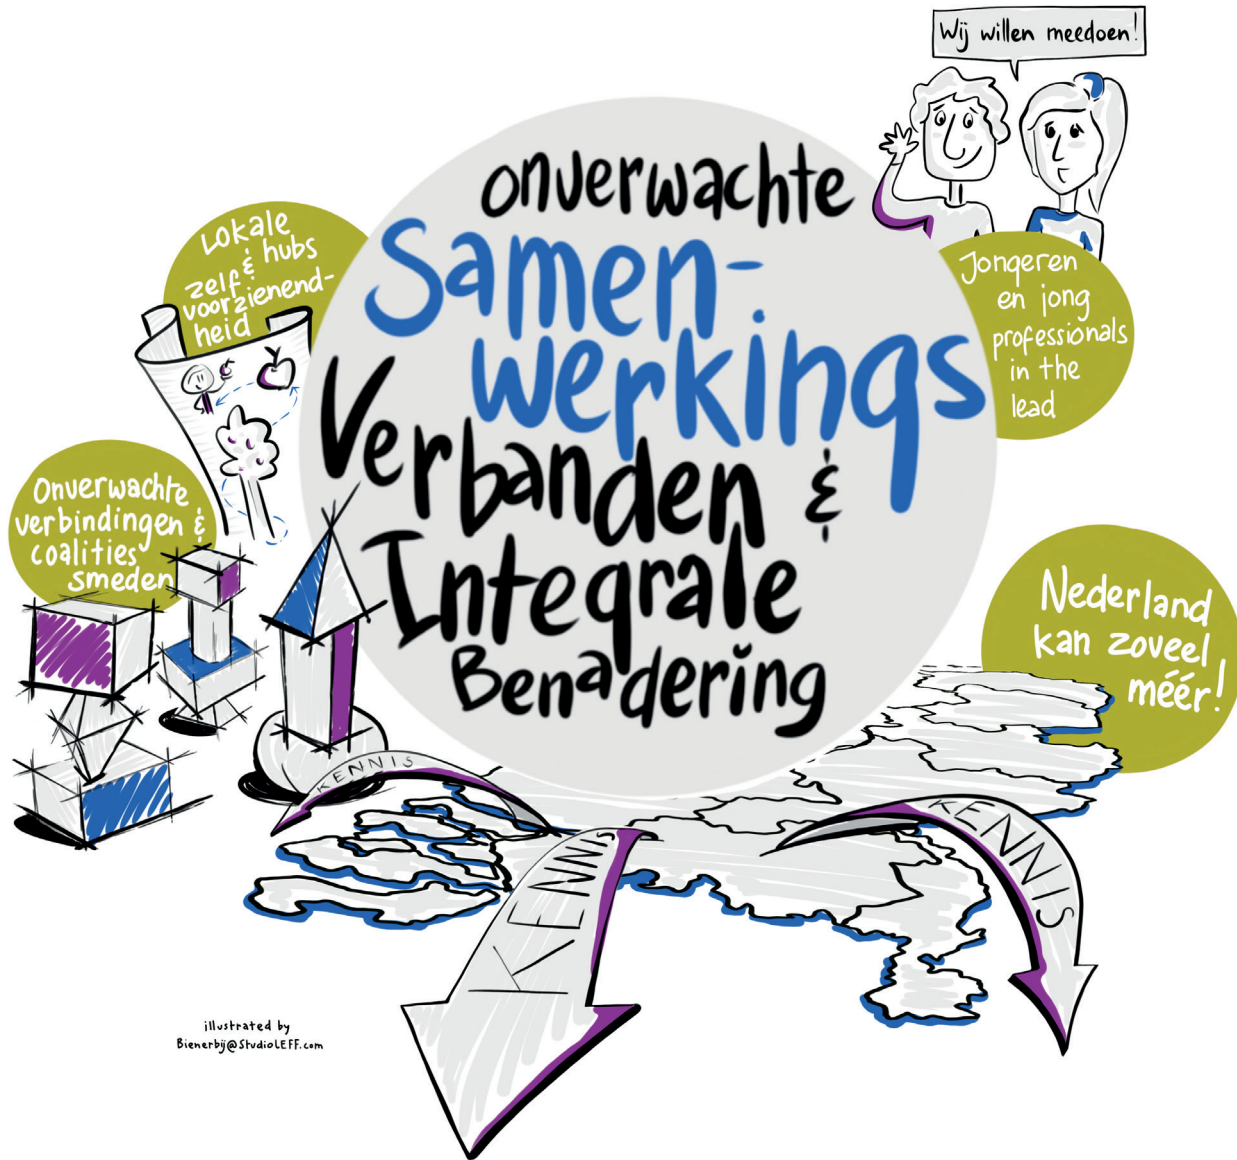 Wij willen meedoen!
onverwachte
Samen-
werkings
Verbanden &
Integrale
Benadering
Lokale
& hubs
zelf
voorzienend-
heid
Jongeren
en jong
professionals
in the
lead
Onverwachte
verbindingen &
coalities
smeden
Nederland
kan zoveel
méér!
KENNIS
KENNIS
KENNIS
illustrated by
Bienerbij@StudioLEFF.com